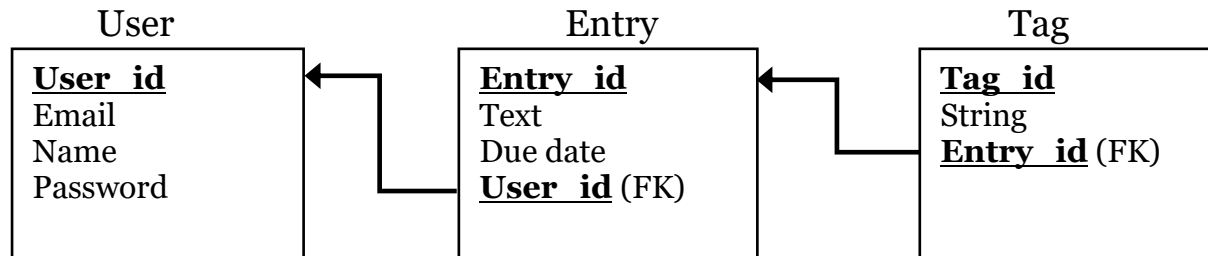 User
User_id
Email
Name
Password
Entry
Entry_id
Text
Due date
User_id (FK)
Tag
Tag_id
String
Entry_id (FK)